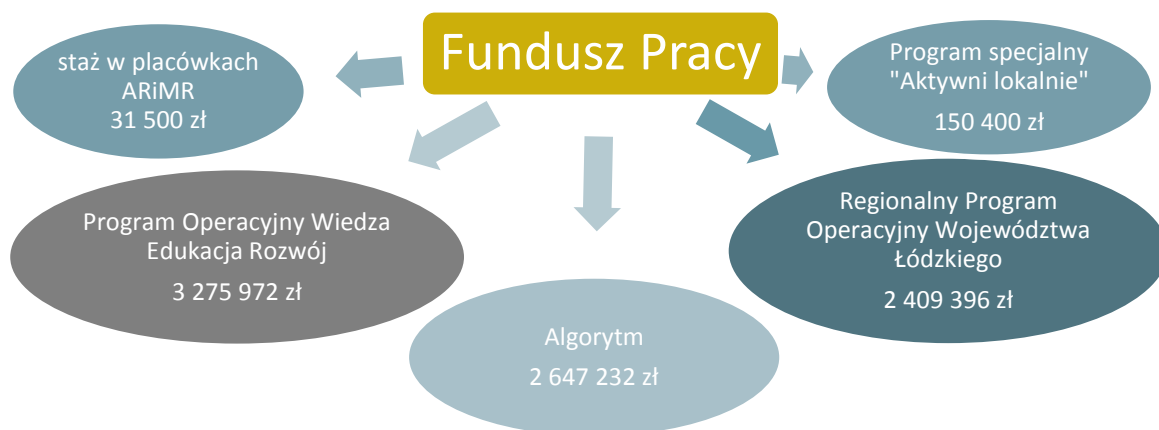 Fundusz Pracy
staż w placówkach
ARiMR
31 500 zł
Program specjalny
"Aktywni lokalnie"
150 400 zł
Program Operacyjny Wiedza
Edukacja Rozwój
3 275 972 zł
Regionalny Program
Operacyjny Województwa
Łódzkiego
2 409 396 zł
Algorytm
2 647 232 zł